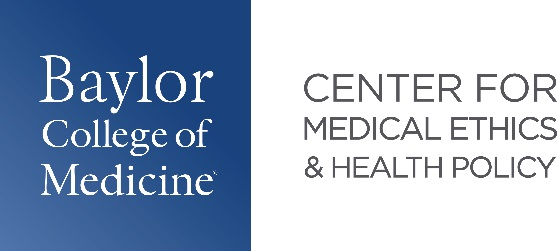 Baylor
College of
Medicine
CENTER FOR
MEDICAL ETHICS
& HEALTH POLICY